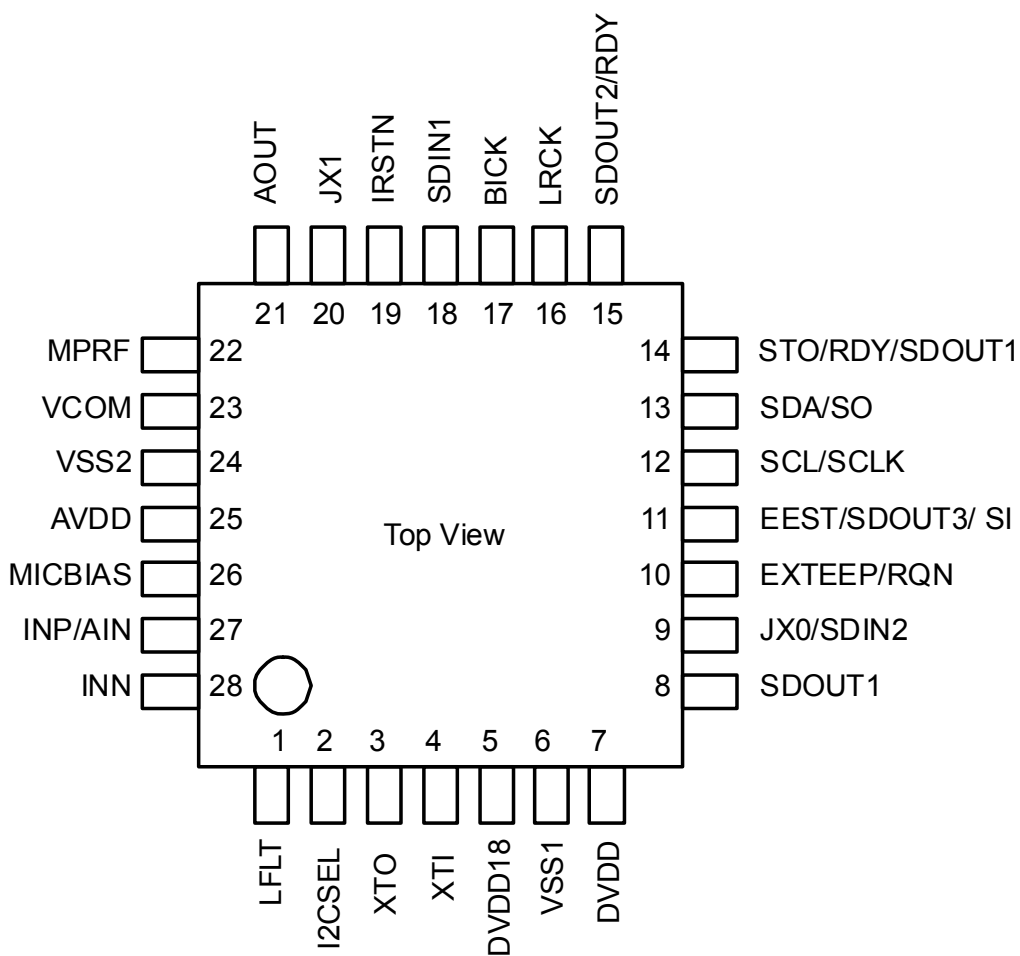 AOUT
JX1
IRSTN
SDIN1
BICK
LRCK
SDOUT2/RDY
21
20
19
18
17
16
15
MPRF
22
14
STO/RDY/SDOUT1
VCOM
23
13
SDA/SO
VSS2
24
12
SCL/SCLK
AVDD
25
Top View
11
EEST/SDOUT3/ SI
MICBIAS
26
10
EXTEEP/RQN
INP/AIN
27
9
JX0/SDIN2
INN
28
8
SDOUT1
1
2
3
4
5
6
7
LFLT
I2CSEL
XTO
XTI
DVDD18
VSS1
DVDD